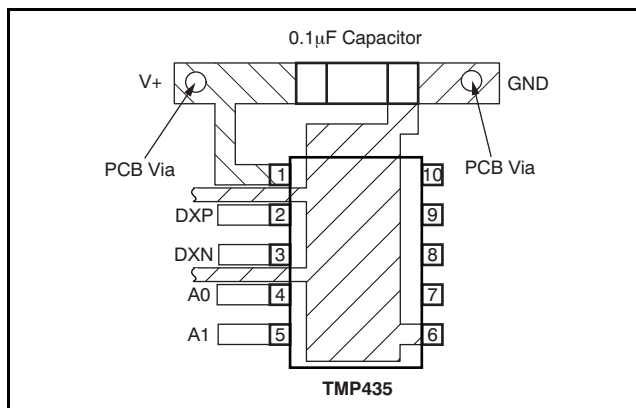 0.1μF Capacitor
V+
GND
PCB Via
PCB Via
1
10
DXP
2
9
DXN
3
8
A0
4
7
A1
5
6
TMP435